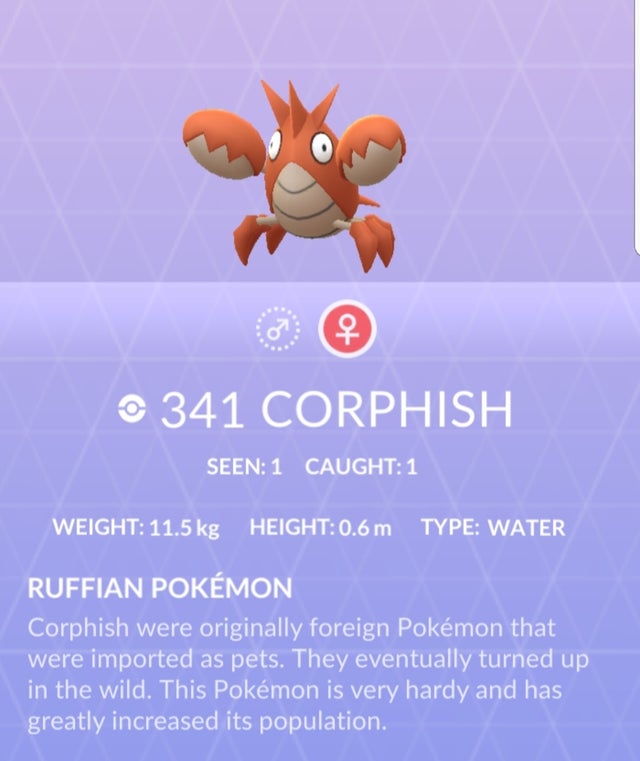 341 CORPHISH
SEEN: 1 CAUGHT: 1
WEIGHT: 11.5 kg HEIGHT: 0.6 m TYPE: WATER
RUFFIAN POKÉMON
Corphish were originally foreign Pokémon that
were imported as pets. They eventually turned up
in the wild. This Pokémon is very hardy and has
greatly increased its population.